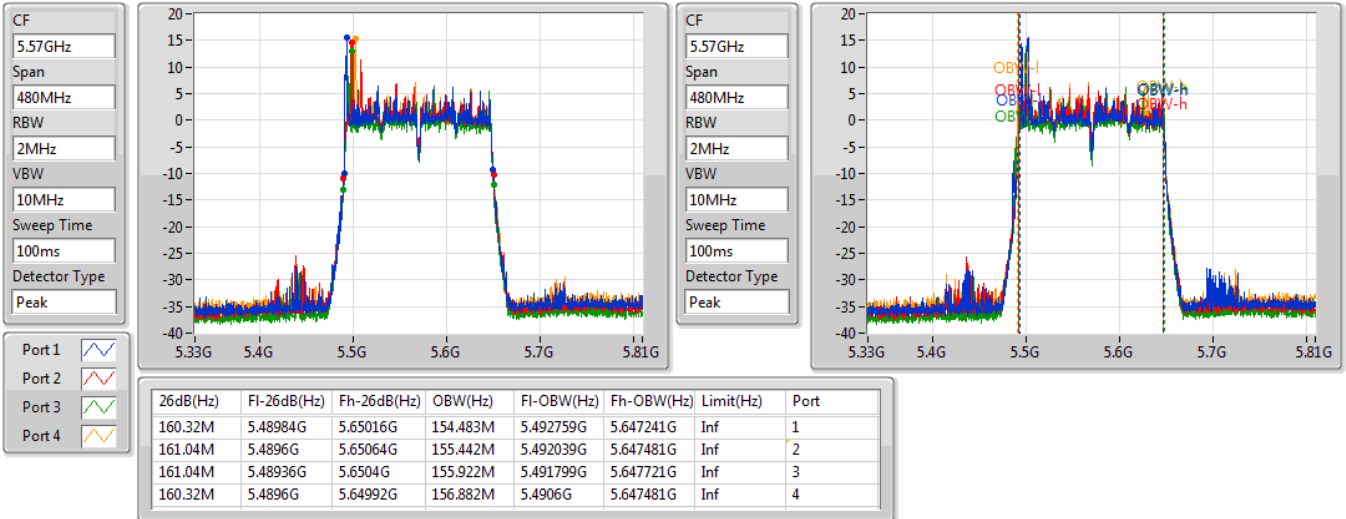 CF
5.57GHz
Span
480MHz
RBW
2MHz
VBW
10MHz
Sweep Time
100ms
Detector Type
Peak
20
15
10
5
0
-5
-10
-15
-20
-25
-30
-35
-40
5.33G 5.4G 5.5G 5.6G 5.7G 5.81G
CF
5.57GHz
Span
480MHz
RBW
2MHz
VBW
10MHz
Sweep Time
100ms
Detector Type
Peak
20
15
10
5
0
-5
-10
-15
-20
-25
-30
-35
-40
OBW-l
OBW-l
OBW-h
OBW-h
5.33G 5.4G 5.5G 5.6G 5.7G 5.81G
Port 1
Port 2
Port 3
Port 4
26dB(Hz) Fl-26dB(Hz) Fh-26dB(Hz) OBW(Hz) Fl-OBW(Hz) Fh-OBW(Hz) Limit(Hz) Port
160.32M 5.48984G 5.65016G 154.483M 5.492759G 5.647241G Inf 1
161.04M 5.4896G 5.65064G 155.442M 5.492039G 5.647481G Inf 2
161.04M 5.48936G 5.6504G 155.922M 5.491799G 5.647721G Inf 3
160.32M 5.4896G 5.64992G 156.882M 5.4906G 5.647481G Inf 4